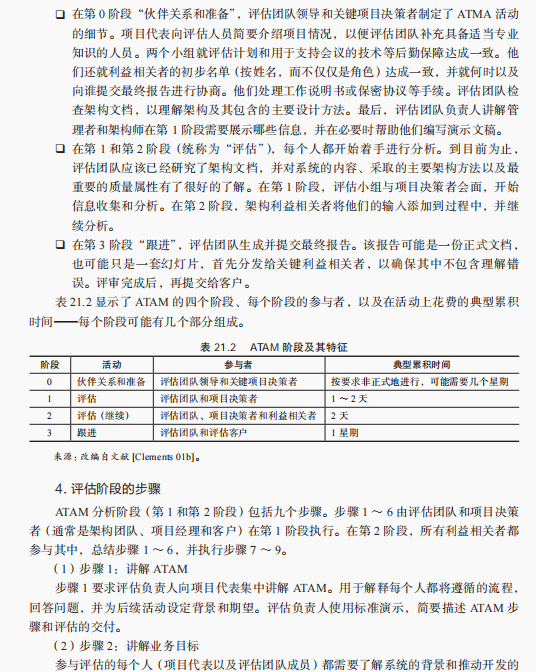 ❑ 在第 0 阶段“伙伴关系和准备”，评估团队领导和关键项目决策者制定了 ATMA 活动
的细节。项目代表向评估人员简要介绍项目情况，以便评估团队补充具备适当专业
知识的人员。两个小组就评估计划和用于支持会议的技术等后勤保障达成一致。他
们还就利益相关者的初步名单（按姓名，而不仅仅是角色）达成一致，并就何时以及
向谁提交最终报告进行协商。他们处理工作说明书或保密协议等手续。评估团队检
查架构文档，以理解架构及其包含的主要设计方法。最后，评估团队负责人讲解管
理者和架构师在第 1 阶段需要展示哪些信息，并在必要时帮助他们编写演示文稿。
❑ 在第 1 和第 2 阶段（统称为“评估”），每个人都开始着手进行分析。到目前为止，
评估团队应该已经研究了架构文档，并对系统的内容、采取的主要架构方法以及最
重要的质量属性有了很好的了解。在第 1 阶段，评估小组与项目决策者会面，开始
信息收集和分析。在第 2 阶段，架构利益相关者将他们的输入添加到过程中，并继
续分析。
❑ 在第 3 阶段“跟进”，评估团队生成并提交最终报告。该报告可能是一份正式文档，
也可能只是一套幻灯片，首先分发给关键利益相关者，以确保其中不包含理解错
误。评审完成后，再提交给客户。
表 21.2 显示了 ATAM 的四个阶段、每个阶段的参与者，以及在活动上花费的典型累积
时间——每个阶段可能有几个部分组成。
表 21.2 ATAM 阶段及其特征
阶段 活动 参与者 典型累积时间
0 伙伴关系和准备 评估团队领导和关键项目决策者 按要求非正式地进行，可能需要几个星期
1 评估 评估团队和项目决策者 1 ～ 2 天
2 评估（继续） 评估团队、项目决策者和利益相关者 2 天
3 跟进 评估团队和评估客户 1 星期
来源：改编自文献 [Clements 01b]。
4. 评估阶段的步骤
ATAM 分析阶段（第 1 和第 2 阶段）包括九个步骤。步骤 1 ～ 6 由评估团队和项目决策
者（通常是架构团队、项目经理和客户）在第 1 阶段执行。在第 2 阶段，所有利益相关者都
参与其中，总结步骤 1 ～ 6，并执行步骤 7 ～ 9。
（1）步骤 1：讲解 ATAM
步骤 1 要求评估负责人向项目代表集中讲解 ATAM。用于解释每个人都将遵循的流程，
回答问题，并为后续活动设定背景和期望。评估负责人使用标准演示，简要描述 ATAM 步
骤和评估的交付。
（2）步骤 2：讲解业务目标
参与评估的每个人（项目代表以及评估团队成员）都需要了解系统的背景和推动开发的